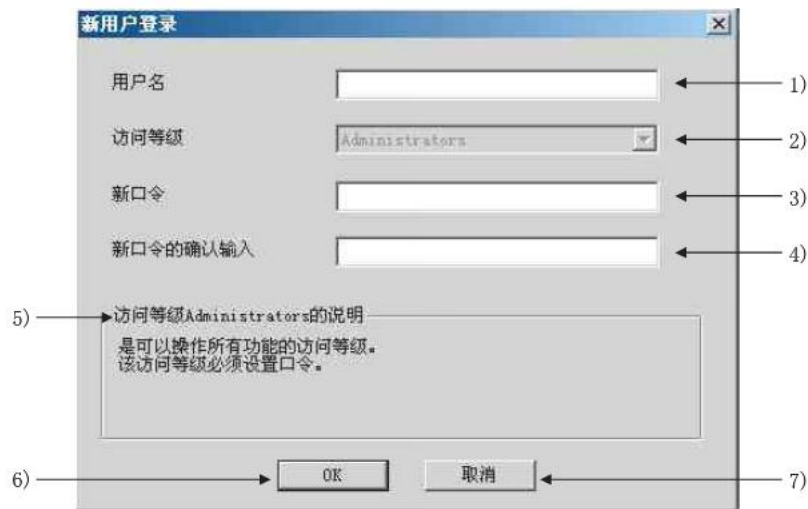 新用户登录
用户名
1)
访问等级
Administrators
2)
新口令
3)
新口令的确认输入
4)
5)
访问等级Administrators的说明
是可以操作所有功能的访问等级。
该访问等级必须设置口令。
6)
OK
取消
7)